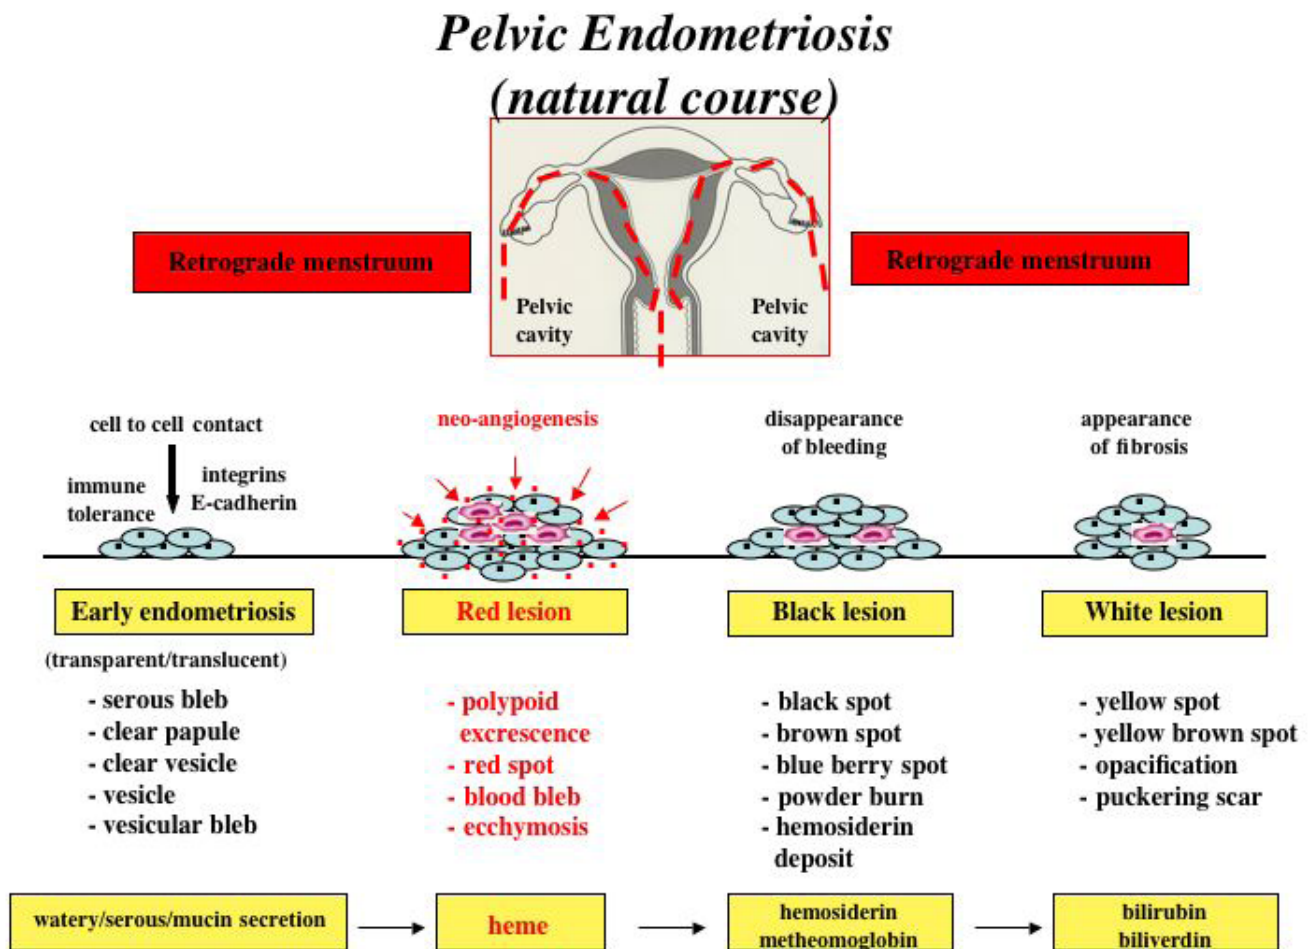 Pelvic Endometriosis
(natural course)
Retrograde menstruum
Retrograde menstruum
Pelvic
cavity
Pelvic
cavity
cell to cell contact
immune
tolerance
integrins
E-cadherin
neo-angiogenesis
disappearance
of bleeding
appearance
of fibrosis
Early endometriosis
Red lesion
Black lesion
White lesion
(transparent/translucent)
- serous bleb
- clear papule
- clear vesicle
- vesicle
- vesicular bleb
- polypoid
excrescence
- red spot
- blood bleb
- ecchymosis
- black spot
- brown spot
- blue berry spot
- powder burn
- hemosiderin
deposit
- yellow spot
- yellow brown spot
- opacification
- puckering scar
watery/serous/mucin secretion
heme
hemosiderin
metheomoglobin
bilirubin
biliverdin